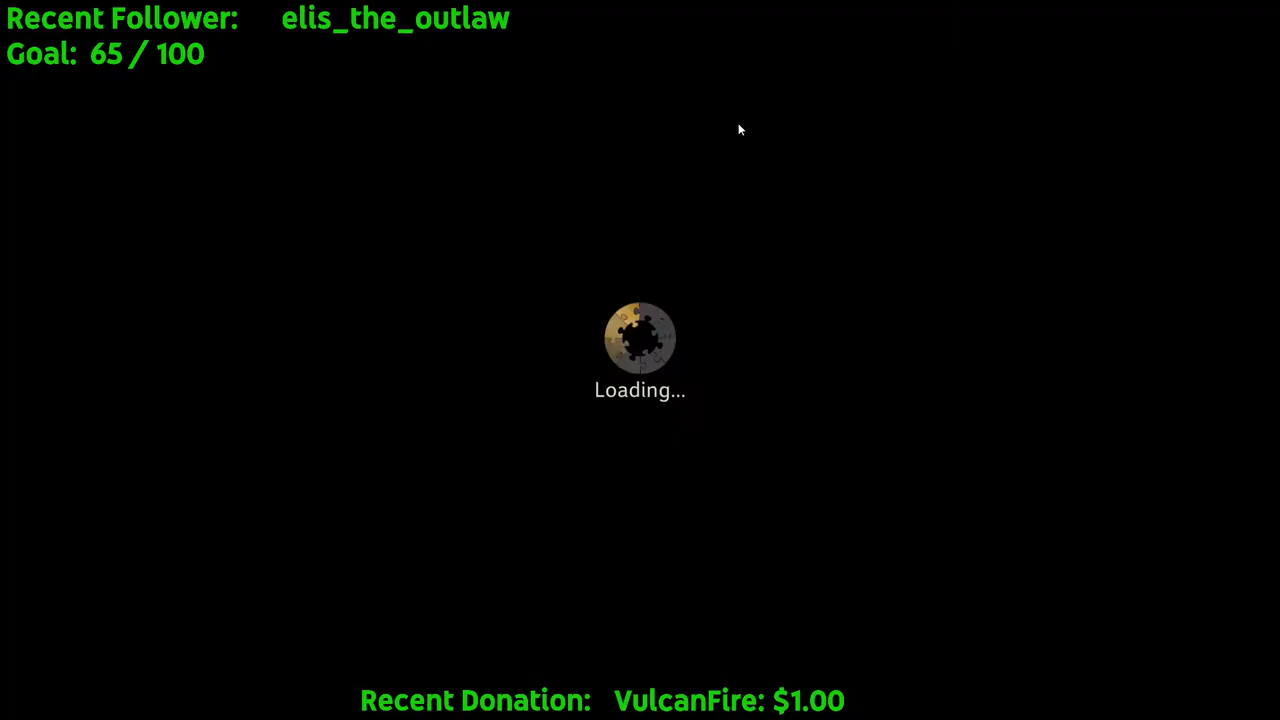 Recent Follower: elis_the_outlaw
Goal: 65 / 100
Loading...
Recent Donation: VulcanFire: $1.00